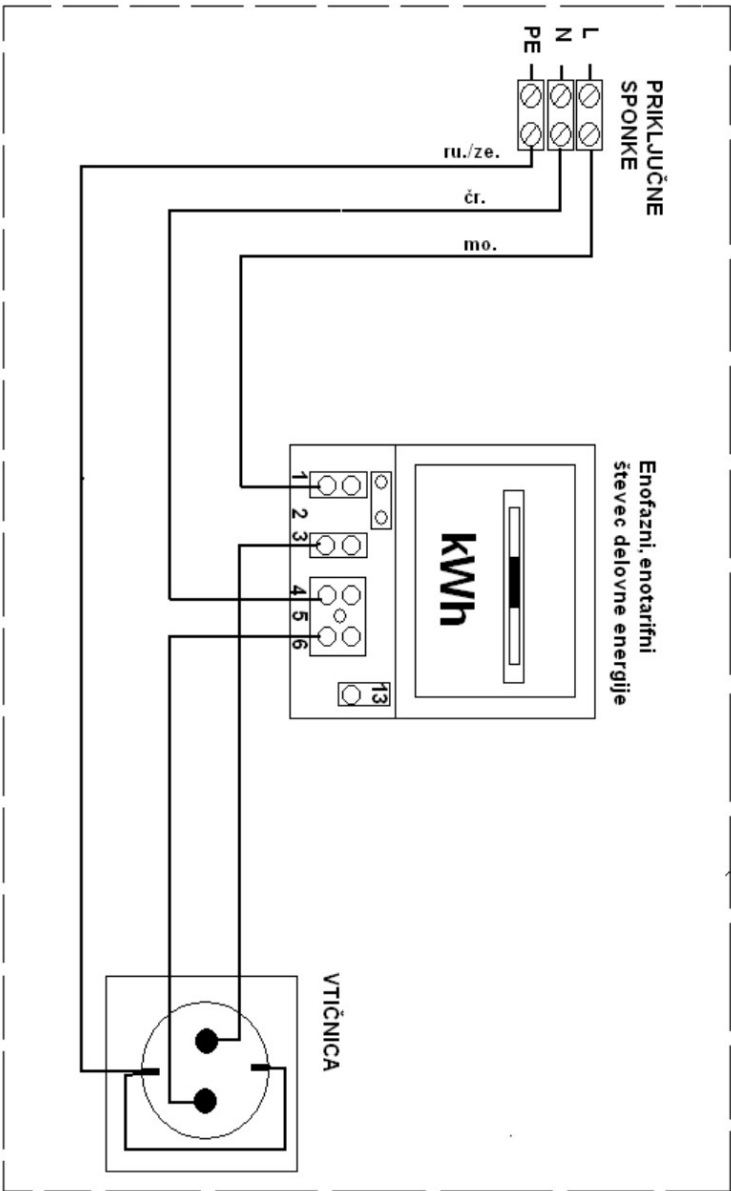 PRIKLJUČNE
SPONKE
L
N
PE
ru./ze.
čr.
mo.
Enofazni, enotarifni
števec delovne energije
kWh
1
2
3
4
5
6
13
VTIČNICA